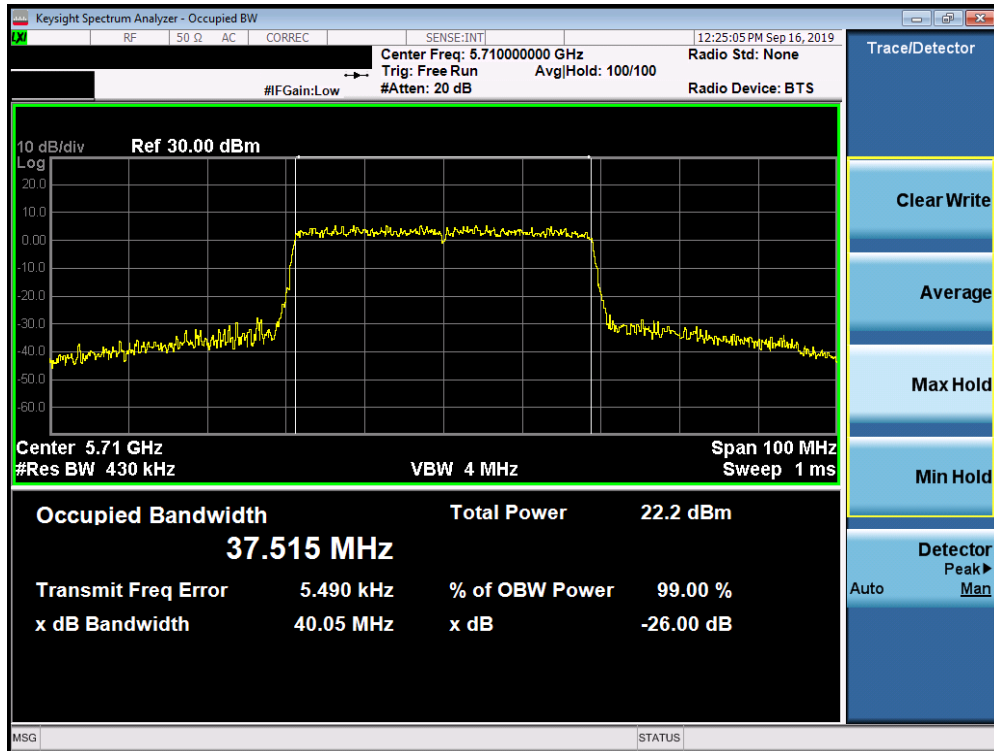 Keysight Spectrum Analyzer - Occupied BW
LXI RF 50 Ω AC CORREC SENSE:INT 12:25:05 PM Sep 16, 2019
Center Freq: 5.710000000 GHz Radio Std: None
Trig: Free Run Avg|Hold: 100/100
#IFGain:Low #Atten: 20 dB Radio Device: BTS
10 dB/div Ref 30.00 dBm
Log
20.0
10.0
0.00
-10.0
-20.0
-30.0
-40.0
-50.0
-60.0
Center 5.71 GHz Span 100 MHz
#Res BW 430 kHz VBW 4 MHz Sweep 1 ms
Occupied Bandwidth Total Power 22.2 dBm
37.515 MHz
Transmit Freq Error 5.490 kHz % of OBW Power 99.00 %
x dB Bandwidth 40.05 MHz x dB -26.00 dB
Trace/Detector
Clear Write
Average
Max Hold
Min Hold
Detector
Peak▶
Auto Man
MSG STATUS